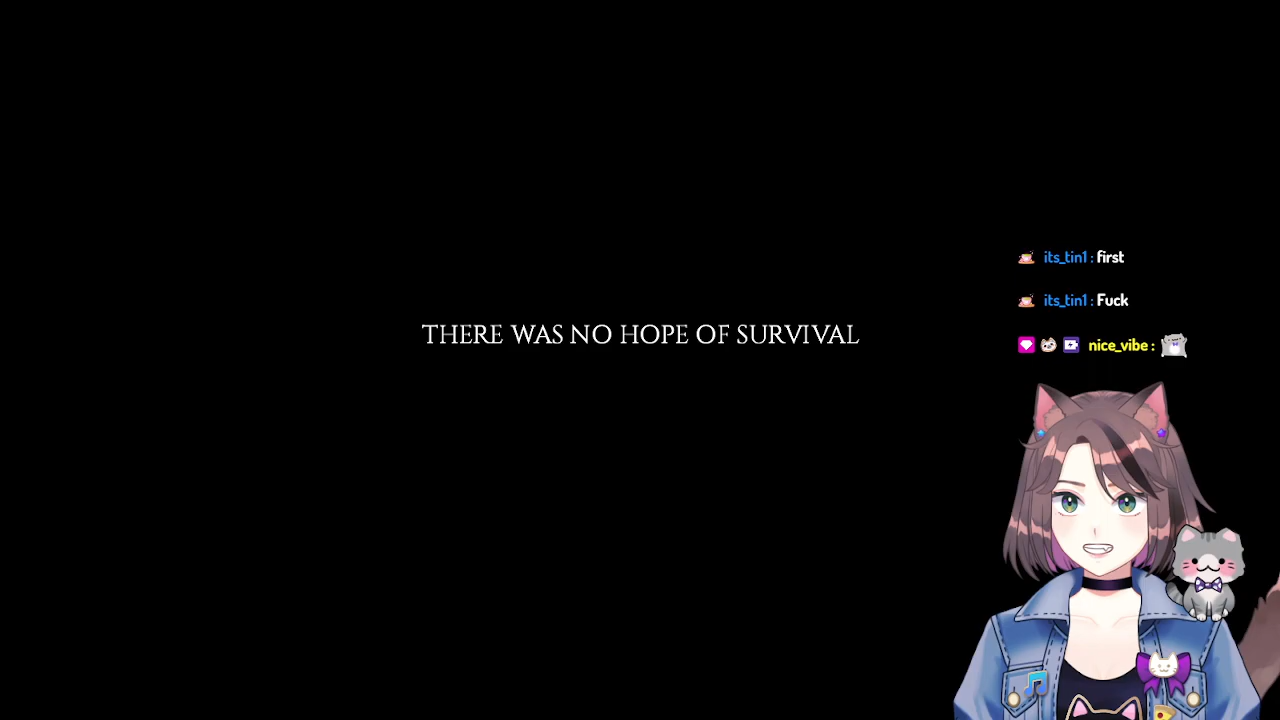 its_tin1 : first
its_tin1 : Fuck
THERE WAS NO HOPE OF SURVIVAL
nice_vibe :